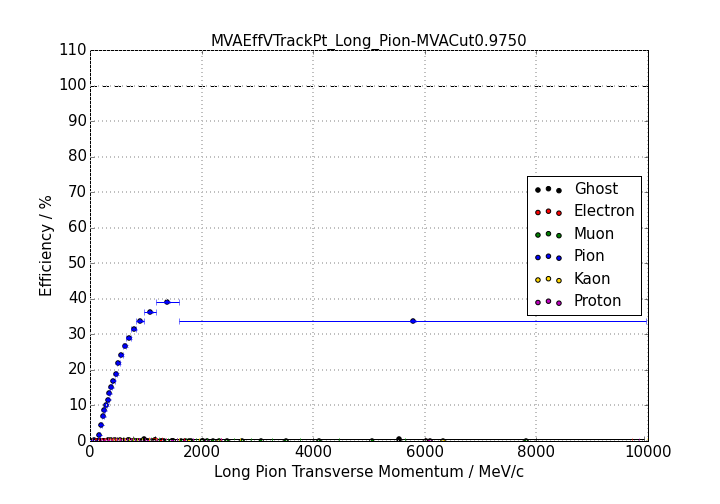 MVAEffVTrackPt_Long_Pion-MVACut0.9750
110
100
90
80
70
60
50
40
30
20
10
0
Efficiency / %
Ghost
Electron
Muon
Pion
Kaon
Proton
0 2000 4000 6000 8000 10000
Long Pion Transverse Momentum / MeV/c